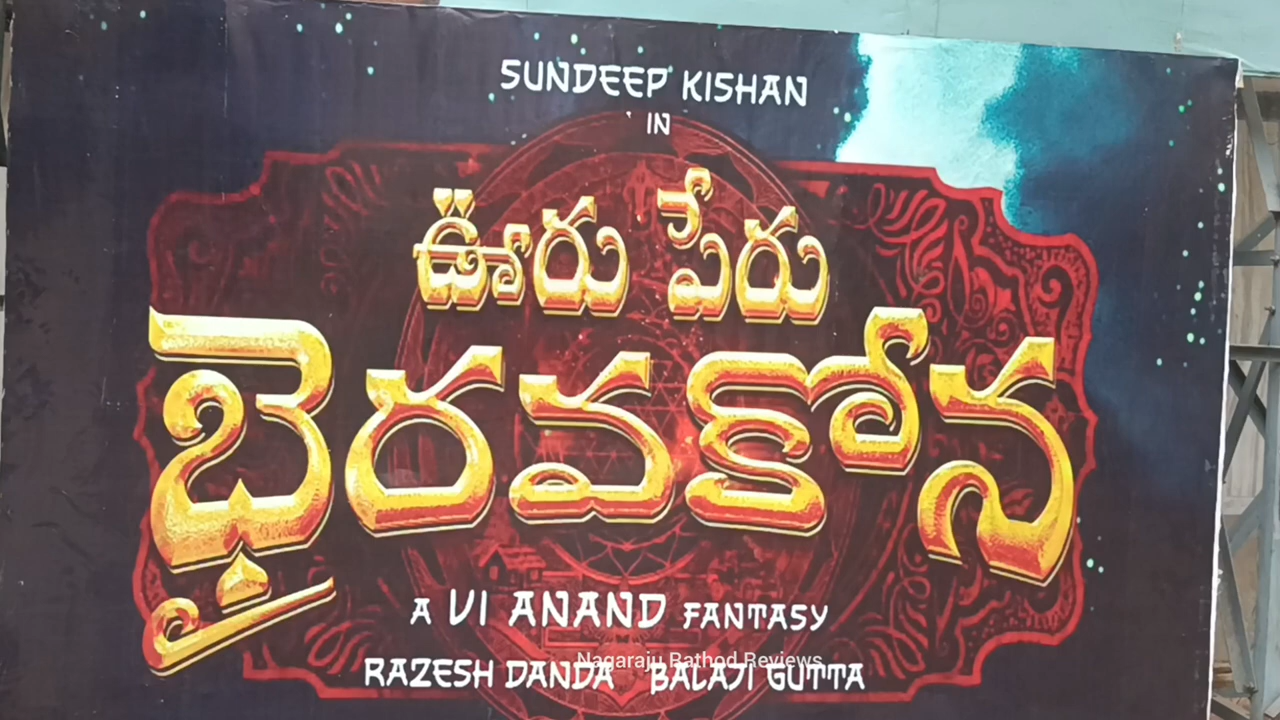 SUNDEEP KISHAN
IN
ఊరు పేరు
భైరవకోన
A VI ANAND FANTASY
RAZESH DANDA BALAJI GUTTA
Nagaraju Rathod Reviews